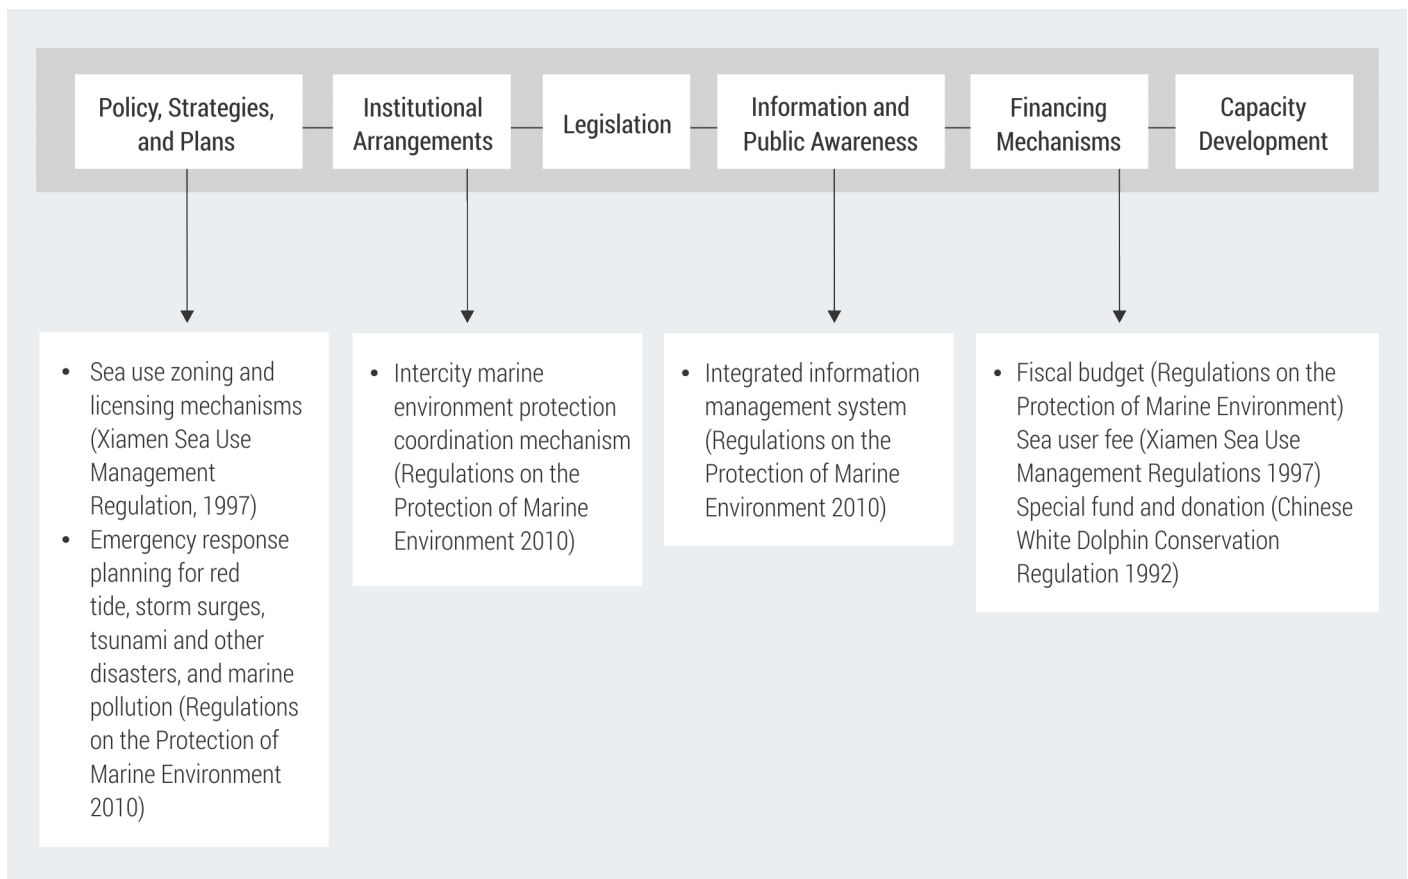 Policy, Strategies,
and Plans
Institutional
Arrangements
Legislation
Information and
Public Awareness
Financing
Mechanisms
Capacity
Development
• Sea use zoning and
licensing mechanisms
(Xiamen Sea Use
Management
Regulation, 1997)
• Emergency response
planning for red
tide, storm surges,
tsunami and other
disasters, and marine
pollution (Regulations
on the Protection of
Marine Environment
2010)
• Intercity marine
environment protection
coordination mechanism
(Regulations on the
Protection of Marine
Environment 2010)
• Integrated information
management system
(Regulations on the
Protection of Marine
Environment 2010)
• Fiscal budget (Regulations on the
Protection of Marine Environment)
Sea user fee (Xiamen Sea Use
Management Regulations 1997)
Special fund and donation (Chinese
White Dolphin Conservation
Regulation 1992)